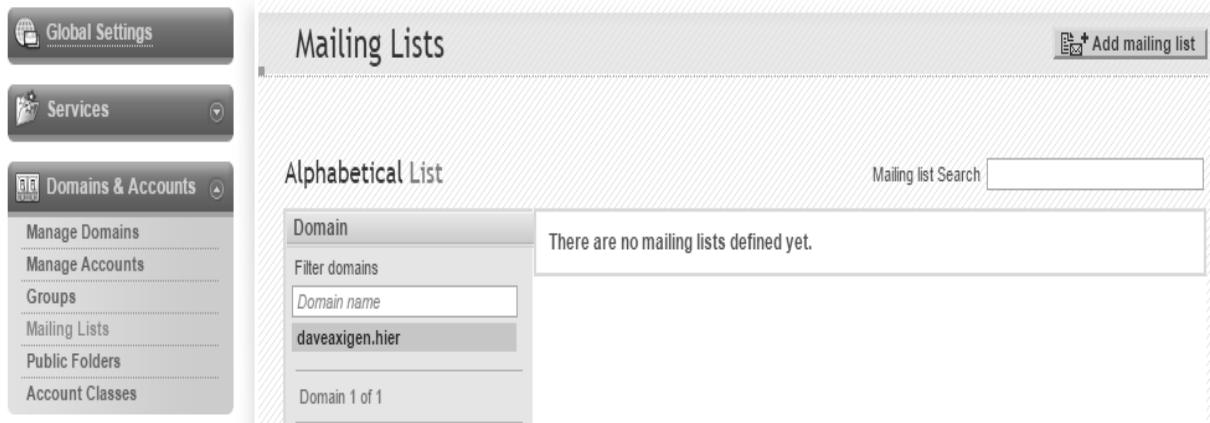 Global Settings
Services
Domains & Accounts
Manage Domains
Manage Accounts
Groups
Mailing Lists
Public Folders
Account Classes
Mailing Lists
Add mailing list
Alphabetical List
Mailing list Search
Domain
Filter domains
Domain name
daveaxigen.hier
Domain 1 of 1
There are no mailing lists defined yet.